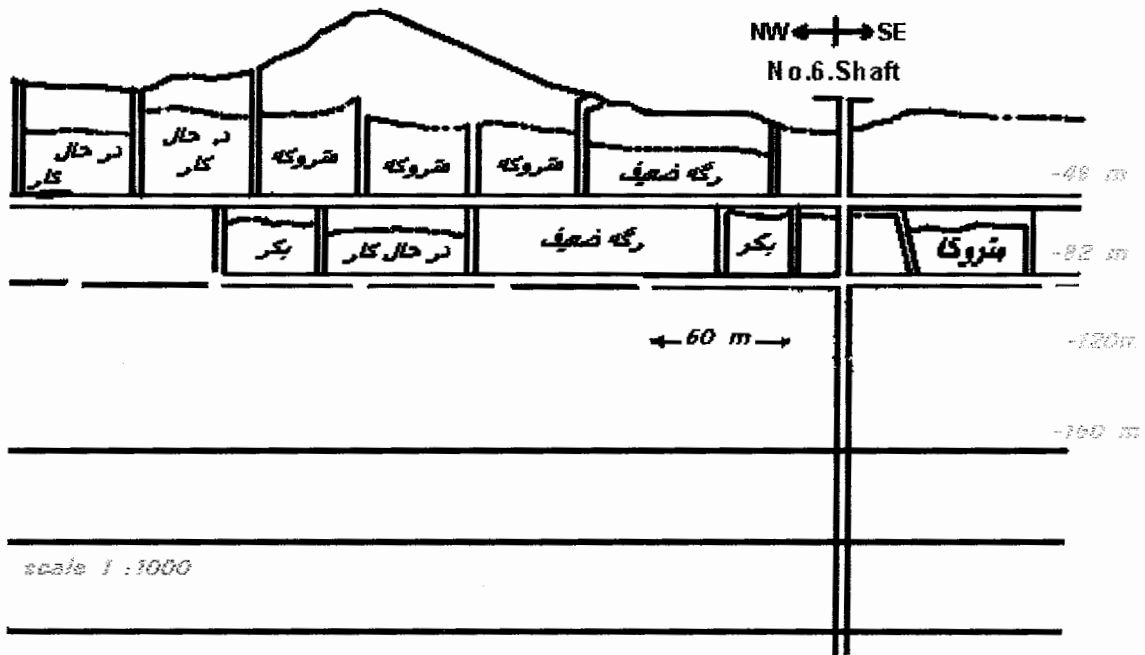 NW SE
No.6.Shaft
در حال
کار
در حال
کار
متروکه
متروکه
متروکه
رگه ضعیف
-48 m
بکر
در حال کار
رگه ضعیف
بکر
متروکا
-82 m
60 m
-120m
-160 m
scale 1 :1000